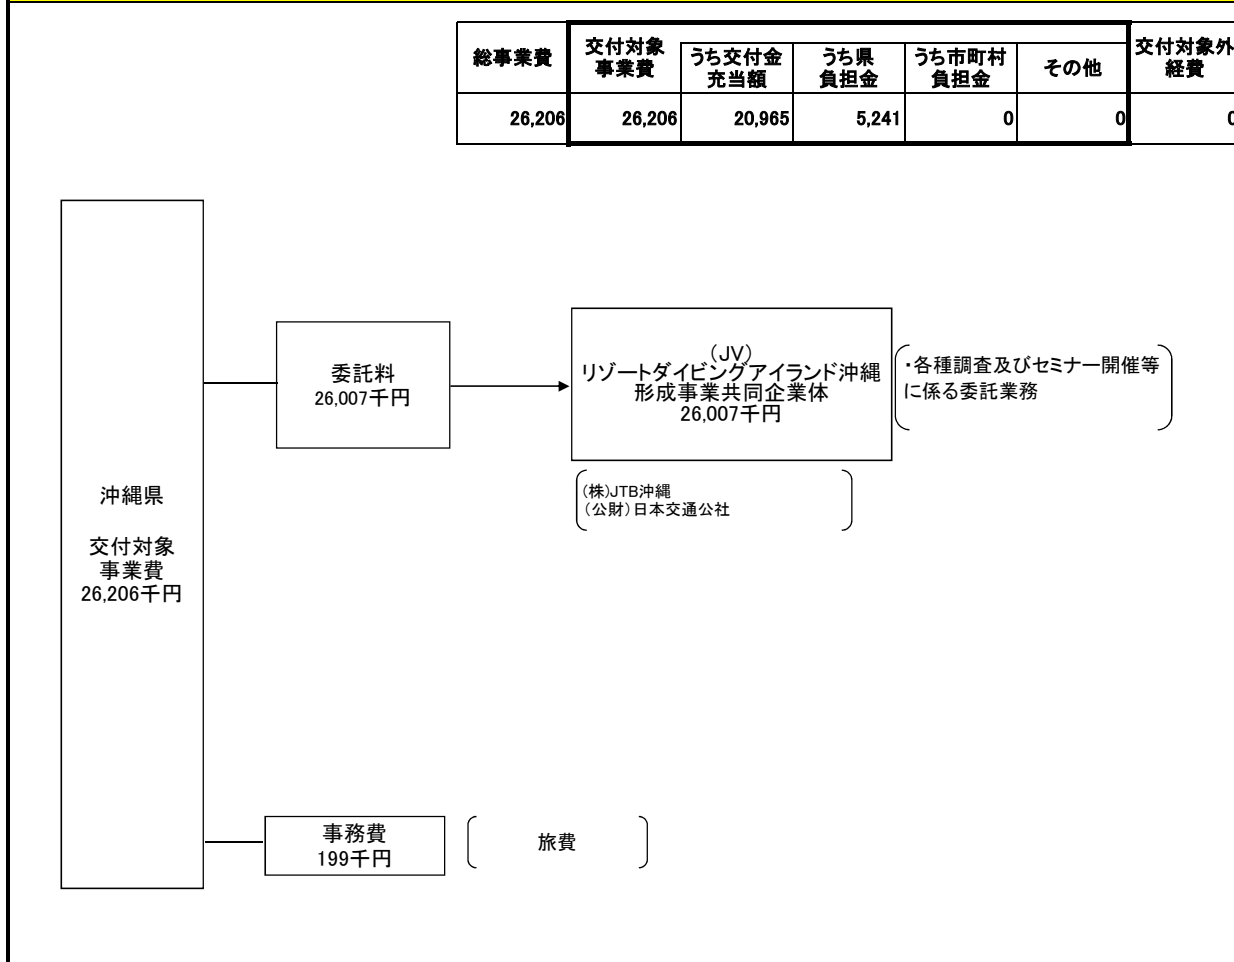 総事業費
交付対象
事業費
うち交付金
充当額
うち県
負担金
うち市町村
負担金
その他
交付対象外
経費
26,206 26,206 20,965 5,241 0 0 0
沖縄県
交付対象
事業費
26,206千円
委託料
26,007千円
(JV)
リゾートダイビングアイランド沖縄
形成事業共同企業体
26,007千円
・各種調査及びセミナー開催等
に係る委託業務
(株)JTB沖縄
(公財)日本交通公社
事務費
199千円
旅費